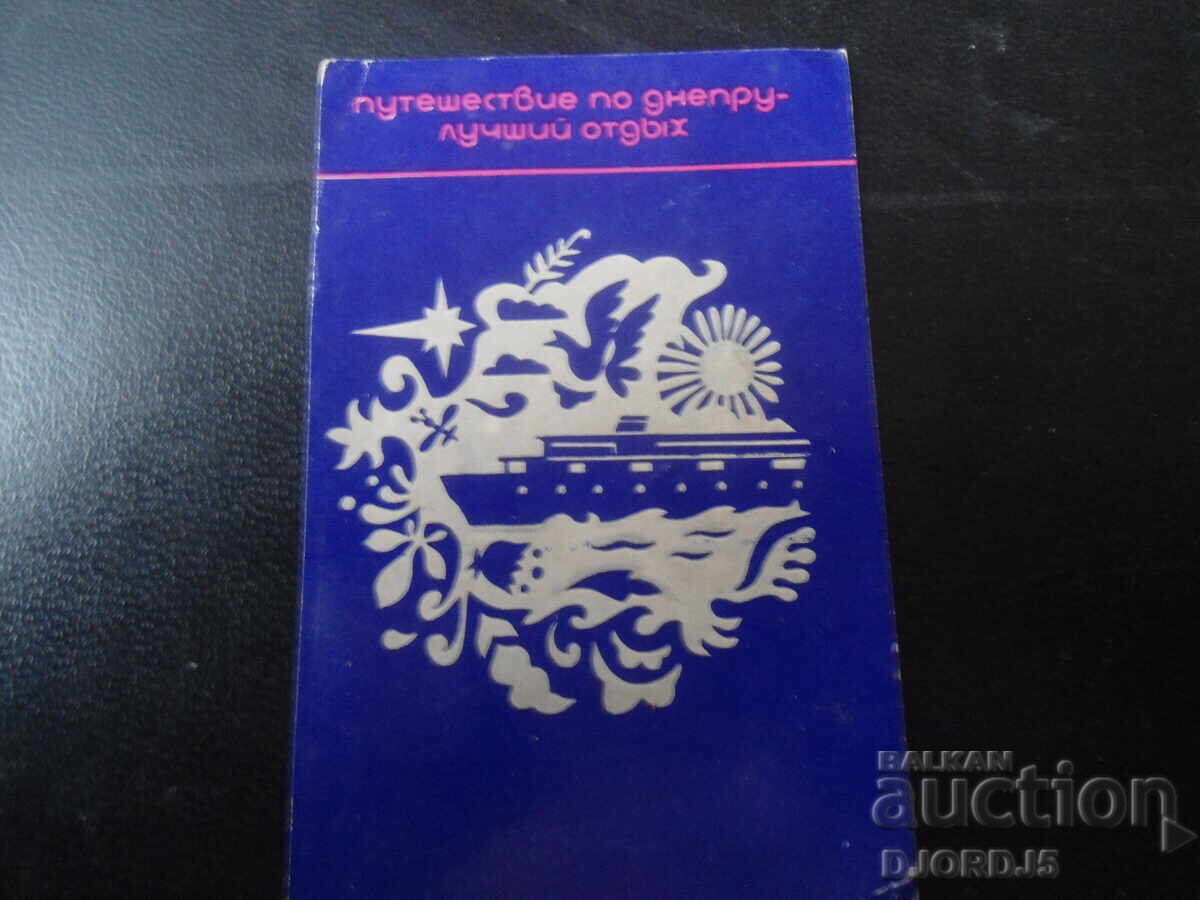 путешествие по днепру-
лучший отдых
BALKAN
auction
DJORDJ5